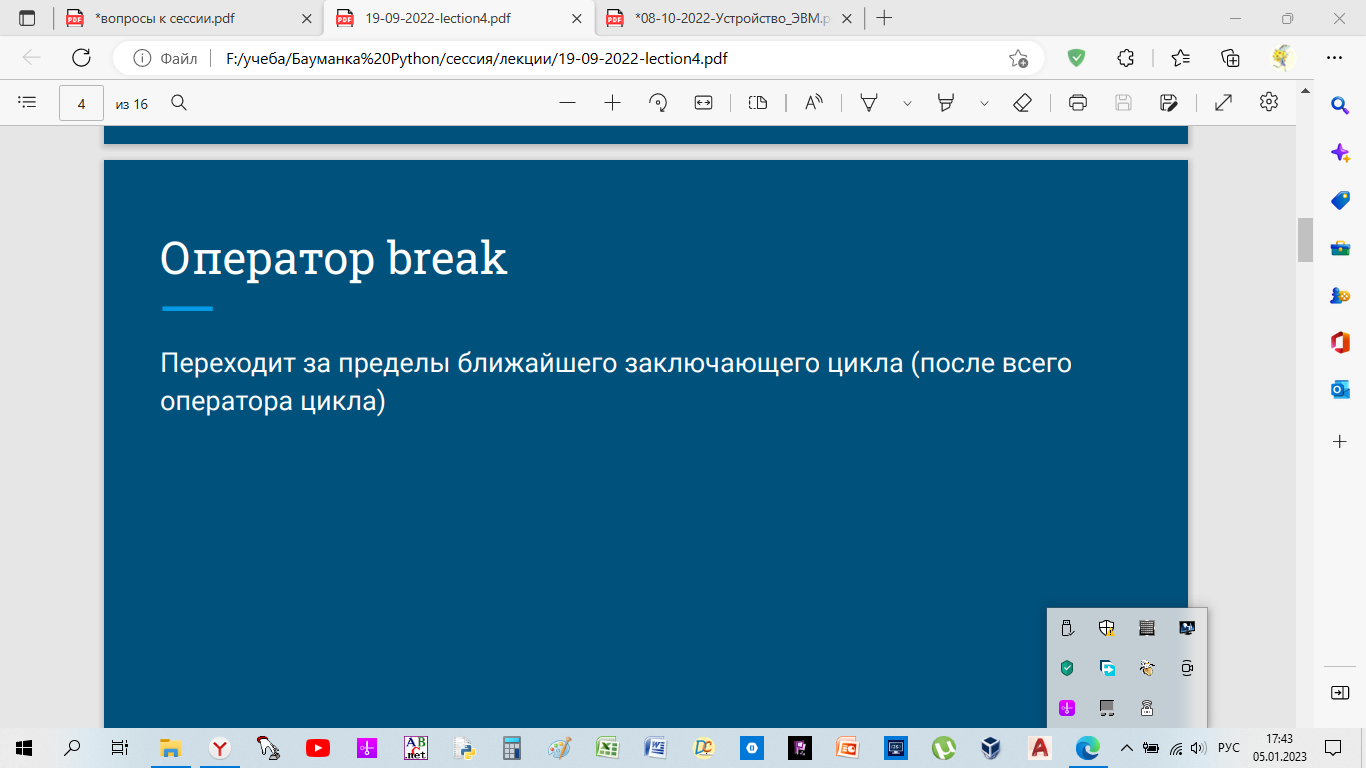 *вопросы к сессии.pdf
19-09-2022-lection4.pdf
*08-10-2022-Устройство_ЭВМ.p
Файл
F:/учеба/Бауманка%20Python/сессия/лекции/19-09-2022-lection4.pdf
4 из 16
Оператор break
Переходит за пределы ближайшего заключающего цикла (после всего
оператора цикла)
РУС
17:43
05.01.2023